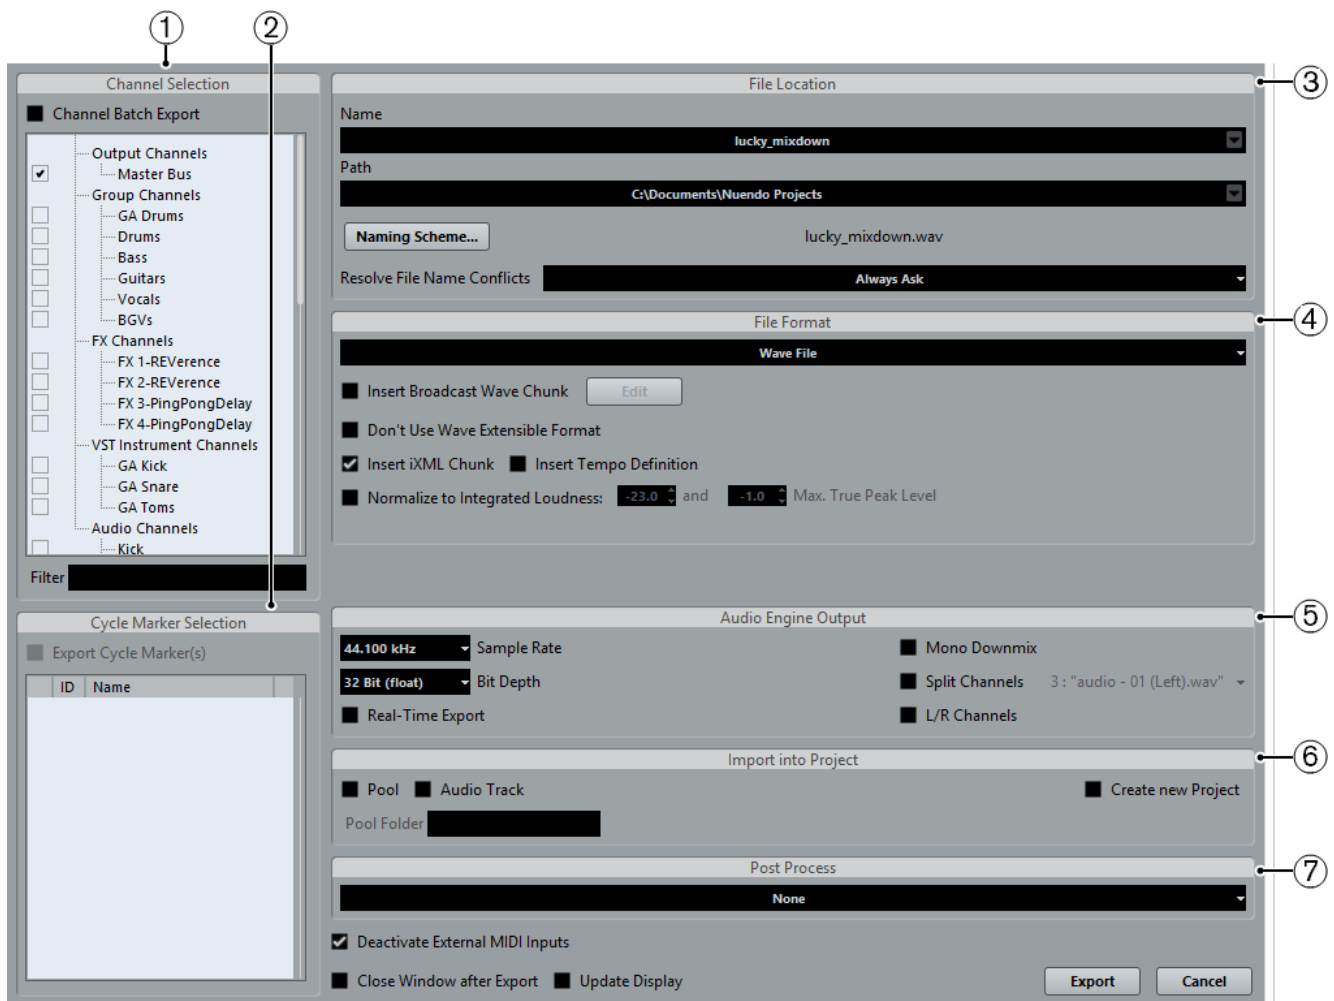 1
2
Channel Selection
Channel Batch Export
Output Channels
Master Bus
Group Channels
GA Drums
Drums
Bass
Guitars
Vocals
BGVs
FX Channels
FX 1-REVerence
FX 2-REVerence
FX 3-PingPongDelay
FX 4-PingPongDelay
VST Instrument Channels
GA Kick
GA Snare
GA Toms
Audio Channels
Kick
Filter
Cycle Marker Selection
Export Cycle Marker(s)
ID Name
File Location
3
Name
lucky_mixdown
Path
C:\Documents\Nuendo Projects
Naming Scheme... lucky_mixdown.wav
Resolve File Name Conflicts Always Ask
File Format
4
Wave File
Insert Broadcast Wave Chunk Edit
Don't Use Wave Extensible Format
Insert iXML Chunk Insert Tempo Definition
Normalize to Integrated Loudness: -23.0 and -1.0 Max. True Peak Level
Audio Engine Output
5
44.100 kHz Sample Rate Mono Downmix
32 Bit (float) Bit Depth Split Channels 3 : "audio - 01 (Left).wav"
Real-Time Export L/R Channels
Import into Project
6
Pool Audio Track Create new Project
Pool Folder
Post Process
7
None
Deactivate External MIDI Inputs
Close Window after Export Update Display Export Cancel